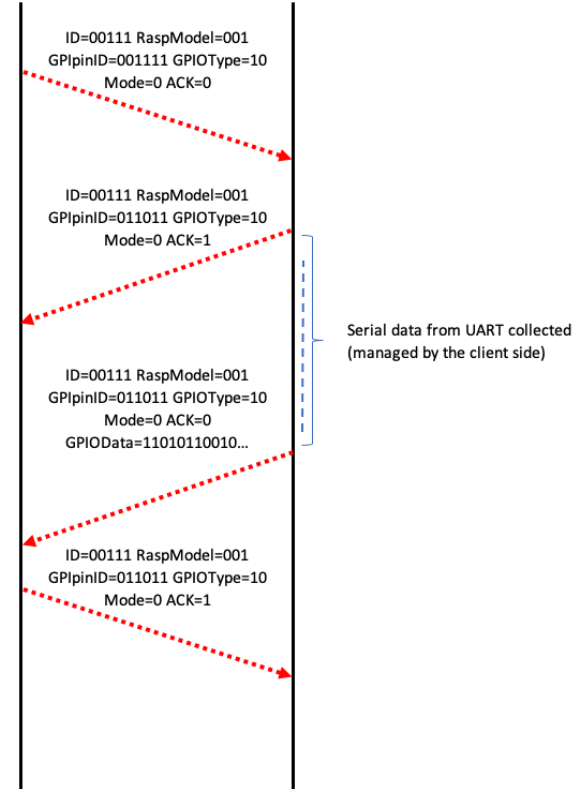 ID=00111 RaspModel=001
GPIpinID=001111 GPIOType=10
Mode=0 ACK=0
ID=00111 RaspModel=001
GPIpinID=011011 GPIOType=10
Mode=0 ACK=1
Serial data from UART collected
(managed by the client side)
ID=00111 RaspModel=001
GPIpinID=011011 GPIOType=10
Mode=0 ACK=0
GPIOData=11010110010...
ID=00111 RaspModel=001
GPIpinID=011011 GPIOType=10
Mode=0 ACK=1